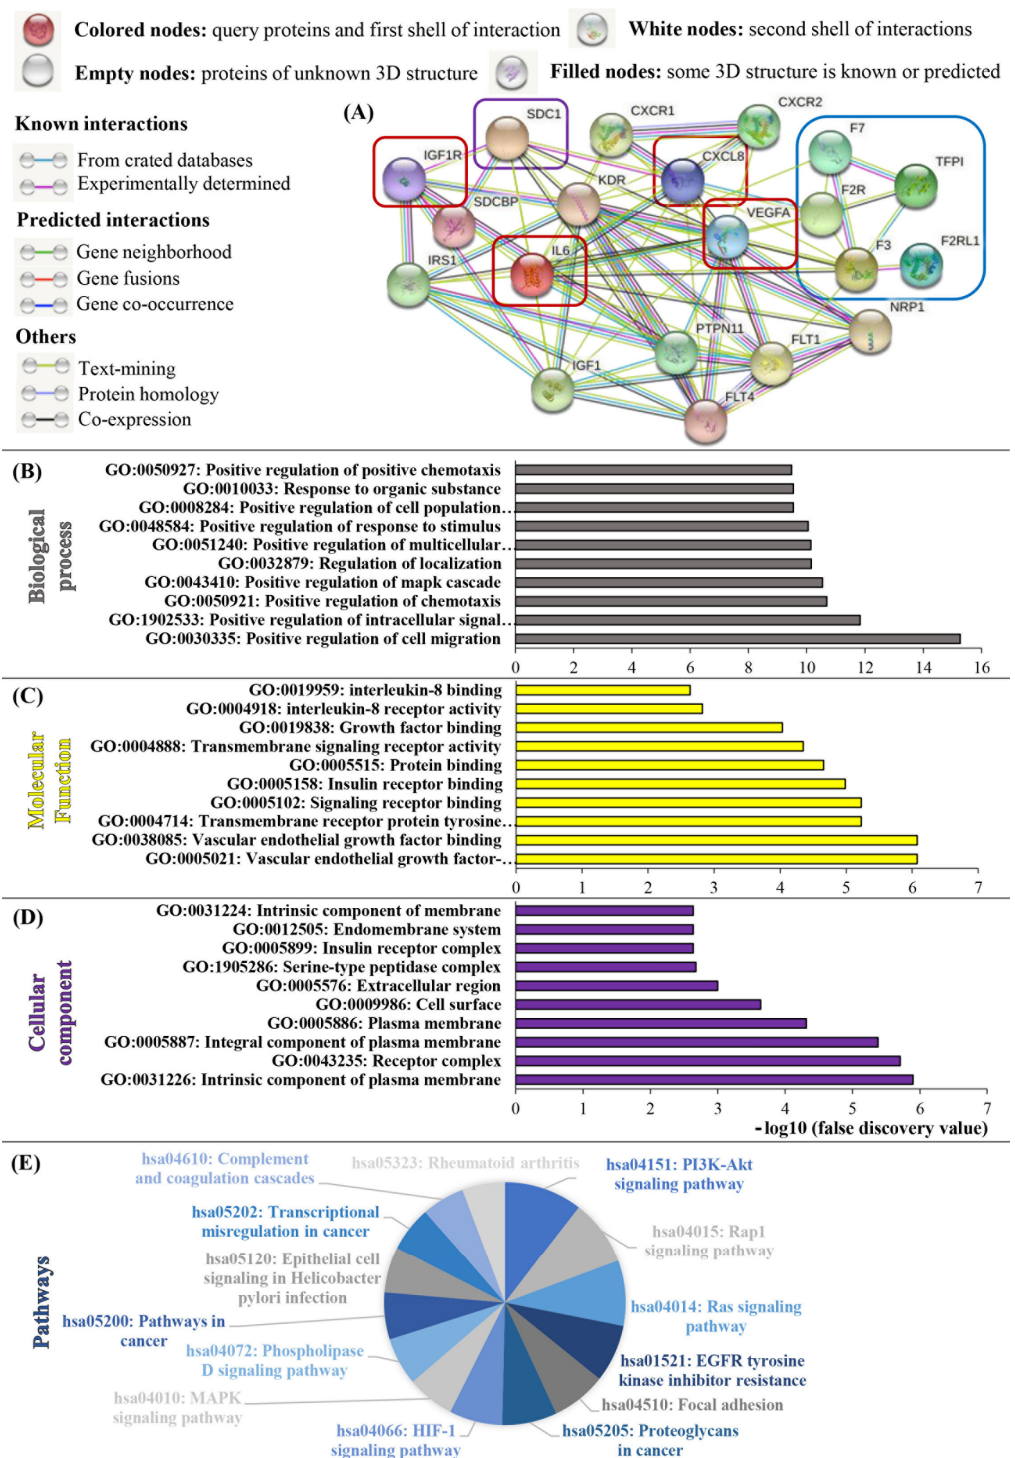 Colored nodes: query proteins and first shell of interaction
White nodes: second shell of interactions
Empty nodes: proteins of unknown 3D structure
Filled nodes: some 3D structure is known or predicted
Known interactions
From crated databases
Experimentally determined
Predicted interactions
Gene neighborhood
Gene fusions
Gene co-occurrence
Others
Text-mining
Protein homology
Co-expression
(A)
SDC1
CXCR1
CXCR2
IGF1R
CXCL8
F7
TFPI
KDR
SDCBP
F2R
VEGFA
IL6
F3
F2RL1
IRS1
NRP1
PTPN11
FLT1
IGF1
FLT4
(B)
Biological
process
GO:0050927: Positive regulation of positive chemotaxis
GO:0010033: Response to organic substance
GO:0008284: Positive regulation of cell population…
GO:0048584: Positive regulation of response to stimulus
GO:0051240: Positive regulation of multicellular…
GO:0032879: Regulation of localization
GO:0043410: Positive regulation of mapk cascade
GO:0050921: Positive regulation of chemotaxis
GO:1902533: Positive regulation of intracellular signal…
GO:0030335: Positive regulation of cell migration
0 2 4 6 8 10 12 14 16
(C)
Molecular
Function
GO:0019959: interleukin-8 binding
GO:0004918: interleukin-8 receptor activity
GO:0019838: Growth factor binding
GO:0004888: Transmembrane signaling receptor activity
GO:0005515: Protein binding
GO:0005158: Insulin receptor binding
GO:0005102: Signaling receptor binding
GO:0004714: Transmembrane receptor protein tyrosine…
GO:0038085: Vascular endothelial growth factor binding
GO:0005021: Vascular endothelial growth factor-…
0 1 2 3 4 5 6 7
(D)
Cellular
component
GO:0031224: Intrinsic component of membrane
GO:0012505: Endomembrane system
GO:0005899: Insulin receptor complex
GO:1905286: Serine-type peptidase complex
GO:0005576: Extracellular region
GO:0009986: Cell surface
GO:0005886: Plasma membrane
GO:0005887: Integral component of plasma membrane
GO:0043235: Receptor complex
GO:0031226: Intrinsic component of plasma membrane
0 1 2 3 4 5 6 7
-log10 (false discovery value)
(E)
Pathways
hsa04151: PI3K-Akt
signaling pathway
hsa04015: Rap1
signaling pathway
hsa04014: Ras signaling
pathway
hsa01521: EGFR tyrosine
kinase inhibitor resistance
hsa04510: Focal adhesion
hsa05205: Proteoglycans
in cancer
hsa04066: HIF-1
signaling pathway
hsa04010: MAPK
signaling pathway
hsa04072: Phospholipase
D signaling pathway
hsa05200: Pathways in
cancer
hsa05120: Epithelial cell
signaling in Helicobacter
pylori infection
hsa05202: Transcriptional
misregulation in cancer
hsa04610: Complement
and coagulation cascades
hsa05323: Rheumatoid arthritis